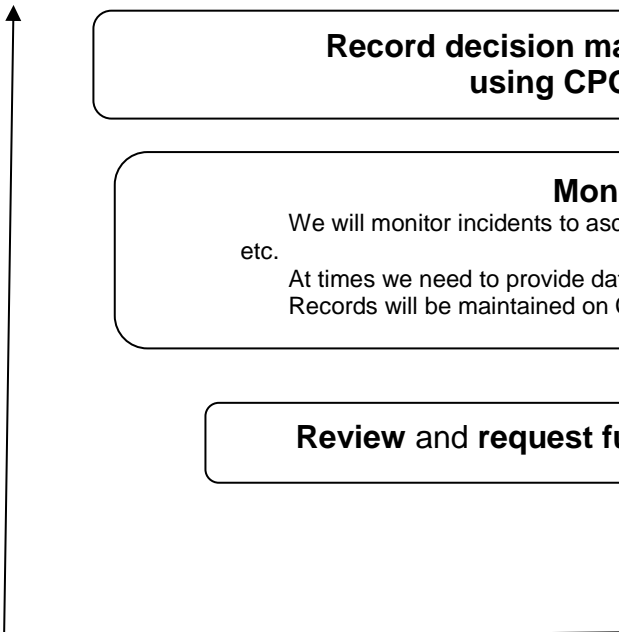 Record decision ma
using CPO
Mon
We will monitor incidents to asc
etc.
At times we need to provide dat
Records will be maintained on C
Review and request fu